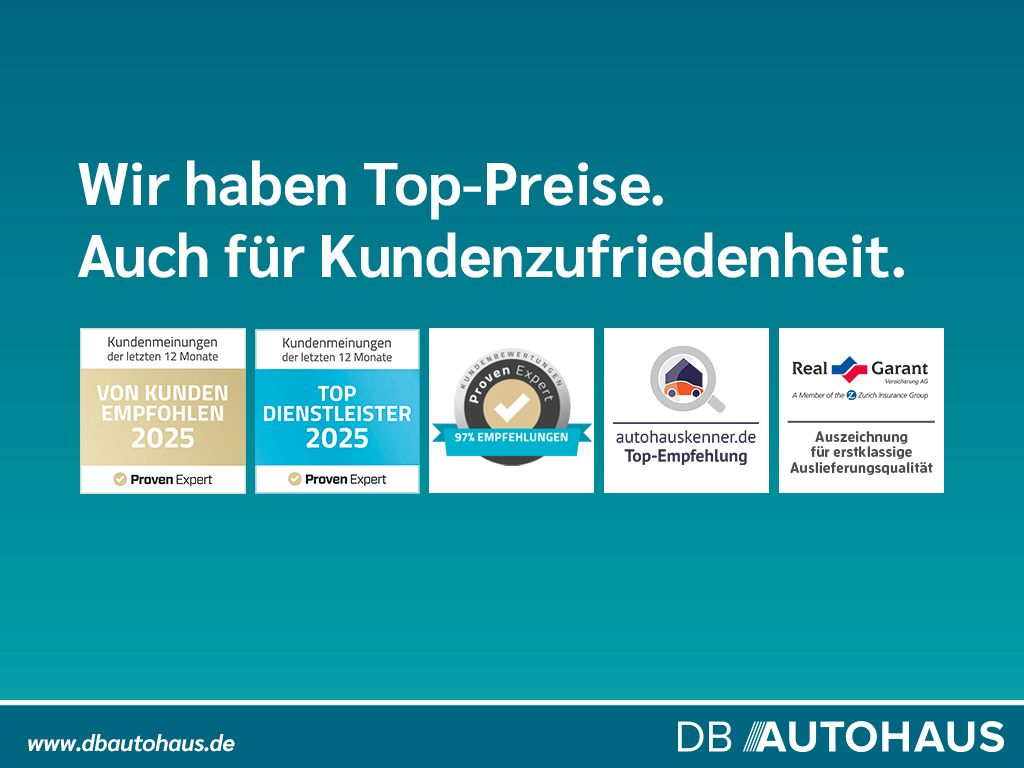 Wir haben Top-Preise.
Auch für Kundenzufriedenheit.
Kundenmeinungen
der letzten 12 Monate
VON KUNDEN
EMPFOHLEN
2025
Proven Expert
Kundenmeinungen
der letzten 12 Monate
TOP
DIENSTLEISTER
2025
Proven Expert
KUNDENBEWERTUNGEN
Proven Expert
97% EMPFEHLUNGEN
autohauskenner.de
Top-Empfehlung
Real Garant
Versicherung AG
A Member of the Zurich Insurance Group
Auszeichnung
für erstklassige
Auslieferungsqualität
www.dbautohaus.de
DB AUTOHAUS